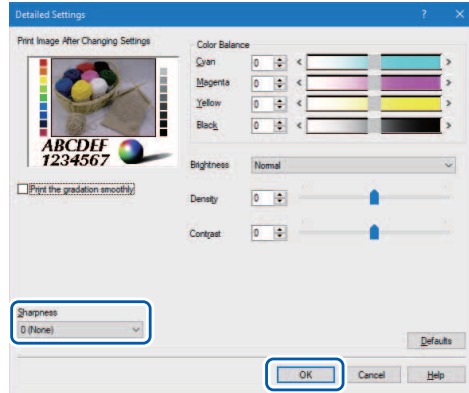 Detailed Settings
Print Image After Changing Settings
ABCDEF
1234567
Print the gradation smoothly
Sharpness
0 (None)
Color Balance
Cyan 0
Magenta 0
Yellow 0
Black 0
Brightness Normal
Density 0
Contrast 0
Defaults
OK Cancel Help